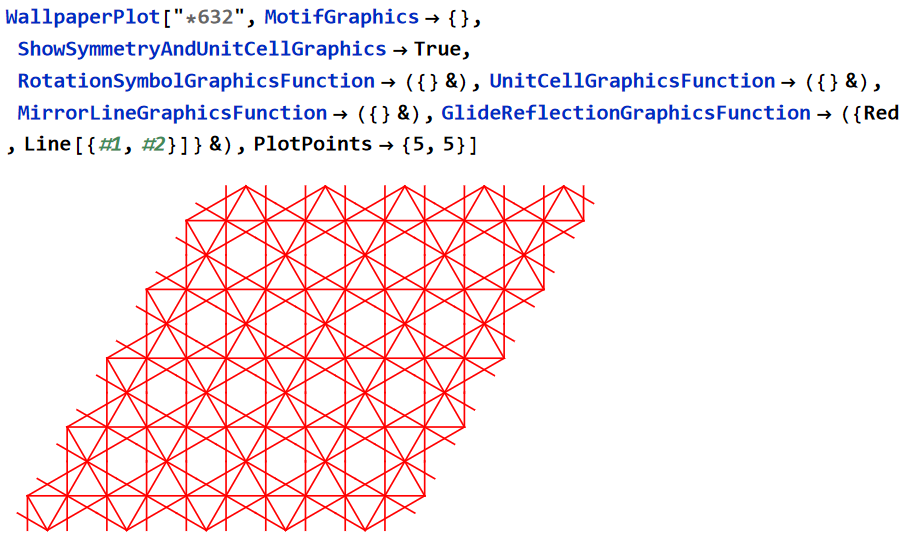 WallpaperPlot["*632", MotifGraphics → {},
ShowSymmetryAndUnitCellGraphics → True,
RotationSymbolGraphicsFunction → ({} &), UnitCellGraphicsFunction → ({} &),
MirrorLineGraphicsFunction → ({} &), GlideReflectionGraphicsFunction → ({Red
, Line[{#1, #2}]} &), PlotPoints → {5, 5}]